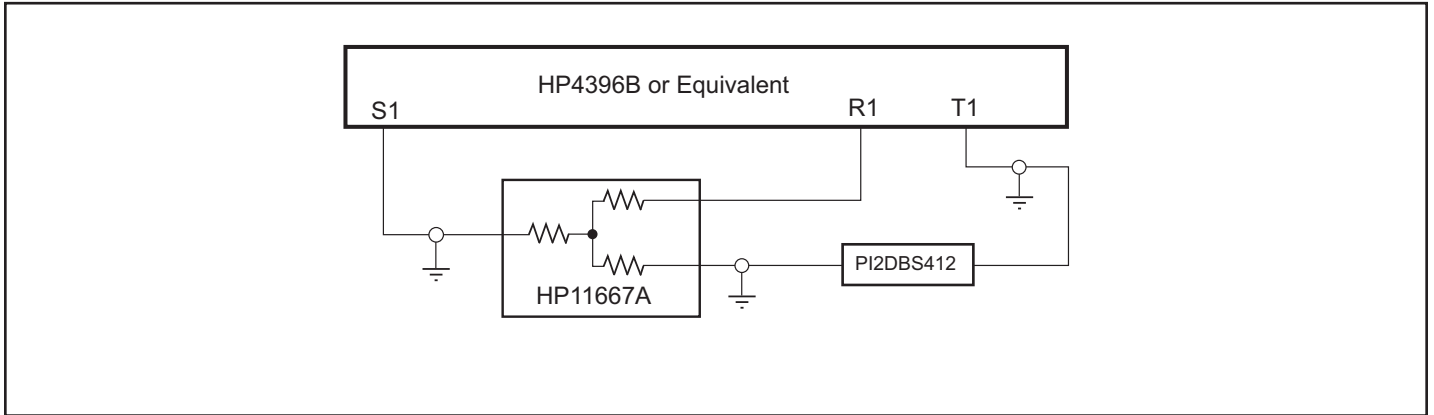 HP4396B or Equivalent
S1
R1
T1
PI2DBS412
HP11667A